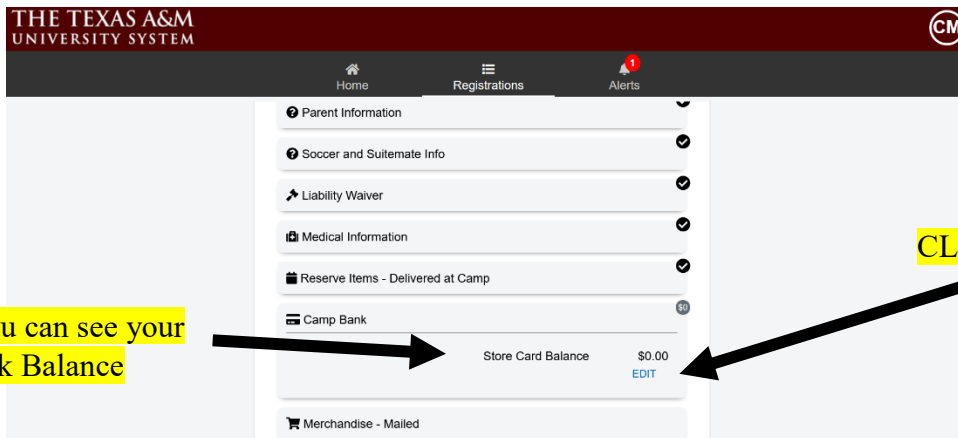 THE TEXAS A&M
UNIVERSITY SYSTEM
CM
1
Home
Registrations
Alerts
Parent Information
Soccer and Suitemate Info
Liability Waiver
Medical Information
Reserve Items - Delivered at Camp
Camp Bank
$0
Store Card Balance $0.00
EDIT
Merchandise - Mailed
can see your
Balance